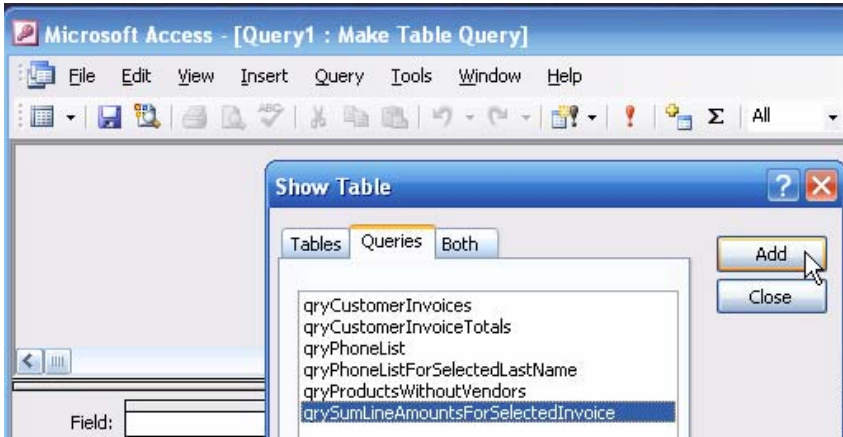 Microsoft Access - [Query1 : Make Table Query]
File Edit View Insert Query Tools Window Help
ABC Σ All
Show Table ?
Tables Queries Both
Add
Close
qryCustomerInvoices
qryCustomerInvoiceTotals
qryPhoneList
qryPhoneListForSelectedLastName
qryProductsWithoutVendors
qrySumLineAmountsForSelectedInvoice
Field: